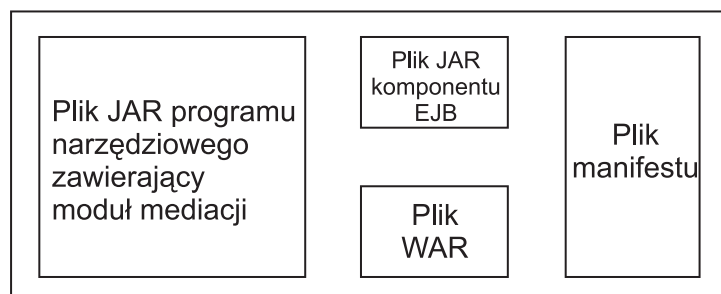 Plik JAR programu
narzędziowego
zawierający
moduł mediacji
Plik JAR
komponentu
EJB
Plik
WAR
Plik
manifestu